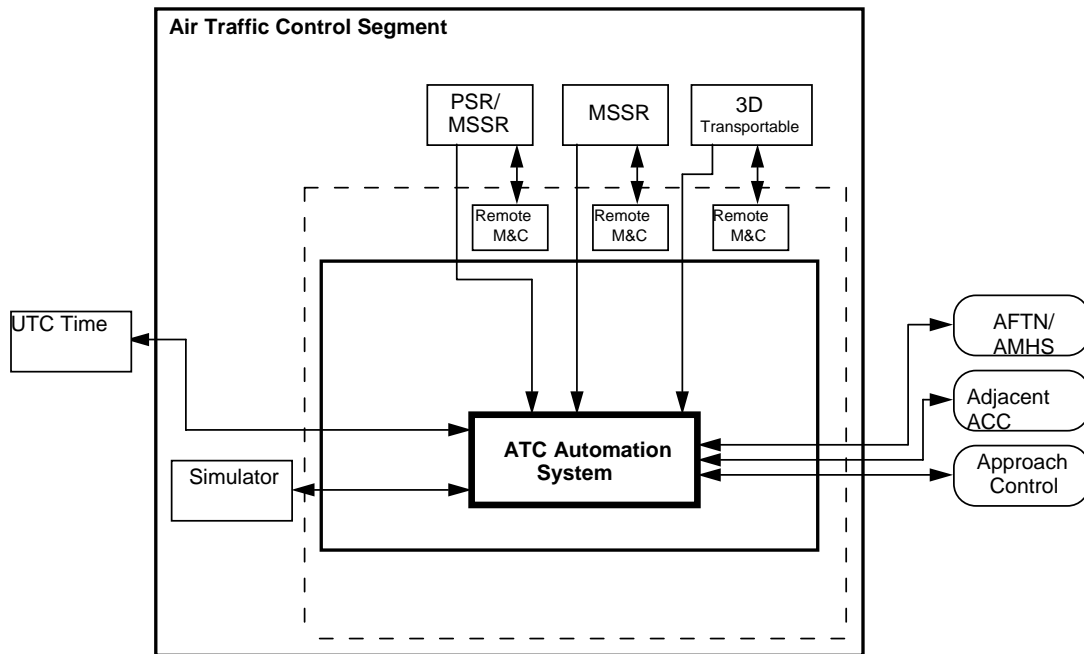 Air Traffic Control Segment
PSR/
MSSR
MSSR
3D
Transportable
Remote
M&C
Remote
M&C
Remote
M&C
UTC Time
AFTN/
AMHS
Adjacent
ACC
ATC Automation
System
Simulator
Approach
Control